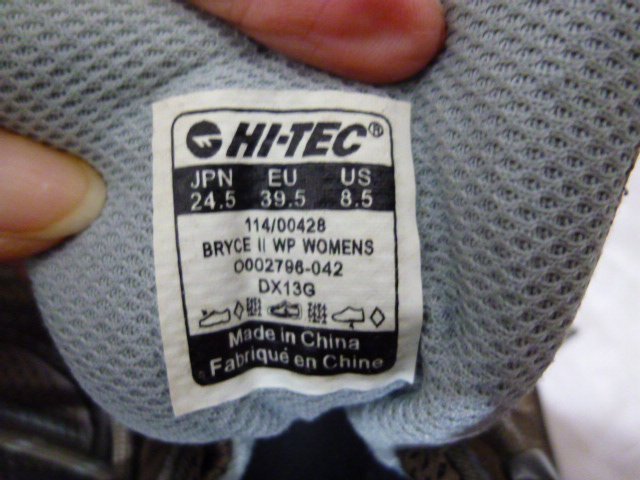 HI-TEC®
JPN EU US
24.5 39.5 8.5
114/00428
BRYCE II WP WOMENS
O002796-042
DX13G
Made in China
Fabriqué en Chine